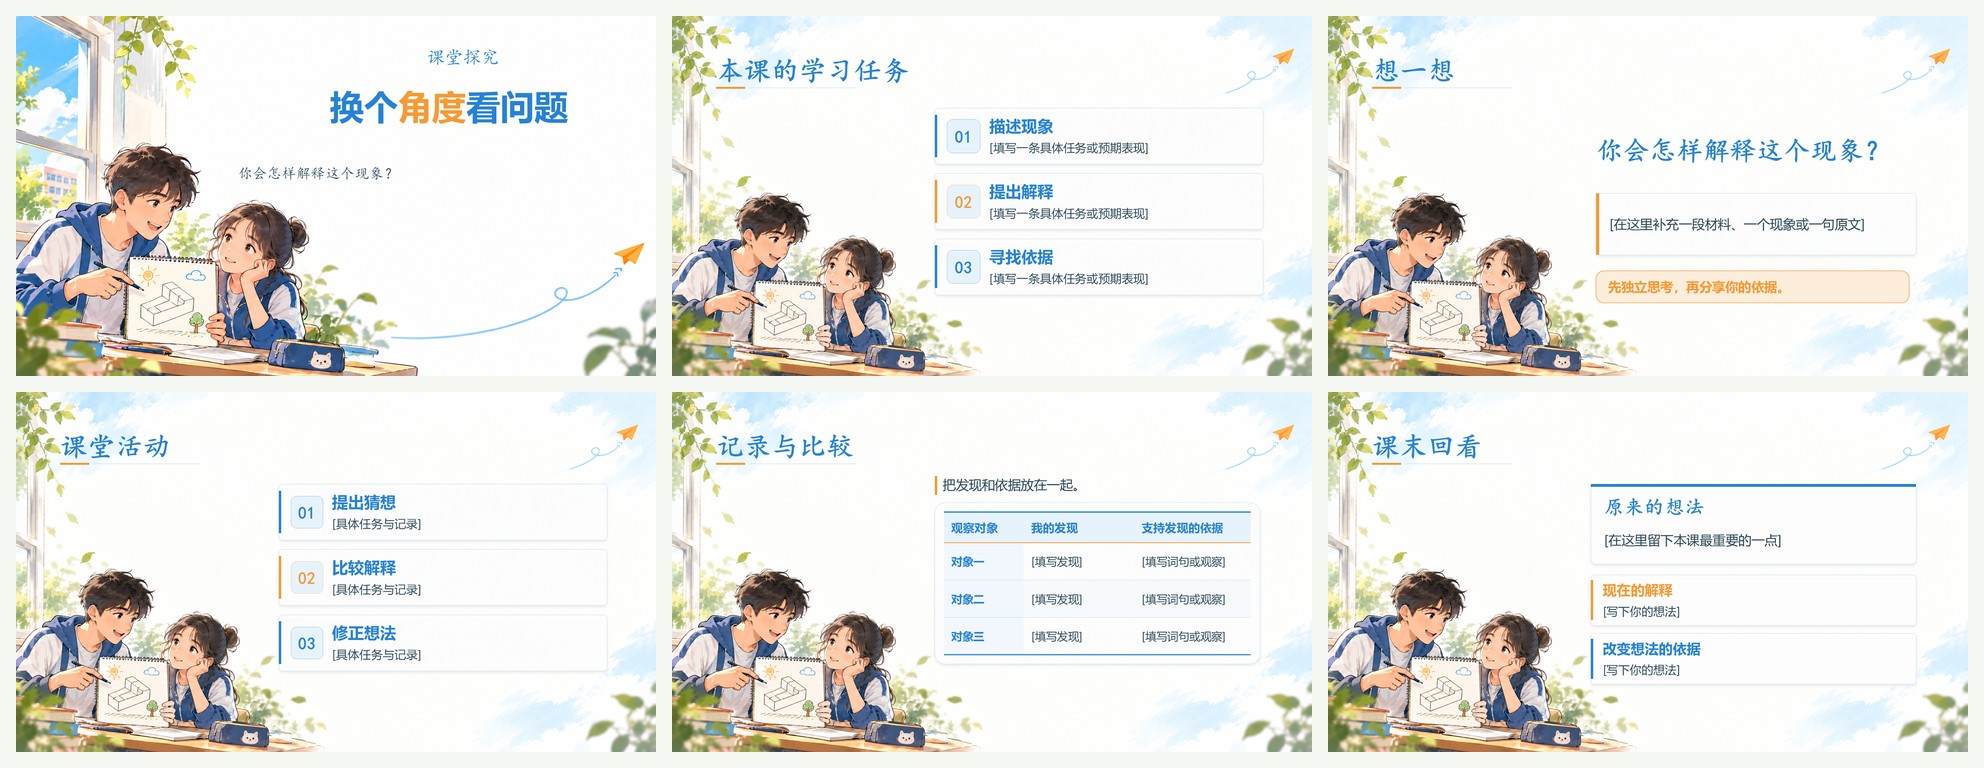 课堂探究
换个角度看问题
你会怎样解释这个现象？
本课的学习任务
01
描述现象
[填写一条具体任务或预期表现]
02
提出解释
[填写一条具体任务或预期表现]
03
寻找依据
[填写一条具体任务或预期表现]
想一想
你会怎样解释这个现象？
[在这里补充一段材料、一个现象或一句原文]
先独立思考，再分享你的依据。
课堂活动
01
提出猜想
[具体任务与记录]
02
比较解释
[具体任务与记录]
03
修正想法
[具体任务与记录]
记录与比较
把发现和依据放在一起。
观察对象 我的发现 支持发现的依据
对象一 [填写发现] [填写词句或观察]
对象二 [填写发现] [填写词句或观察]
对象三 [填写发现] [填写词句或观察]
课末回看
原来的想法
[在这里留下本课最重要的一点]
现在的解释
[写下你的想法]
改变想法的依据
[写下你的想法]